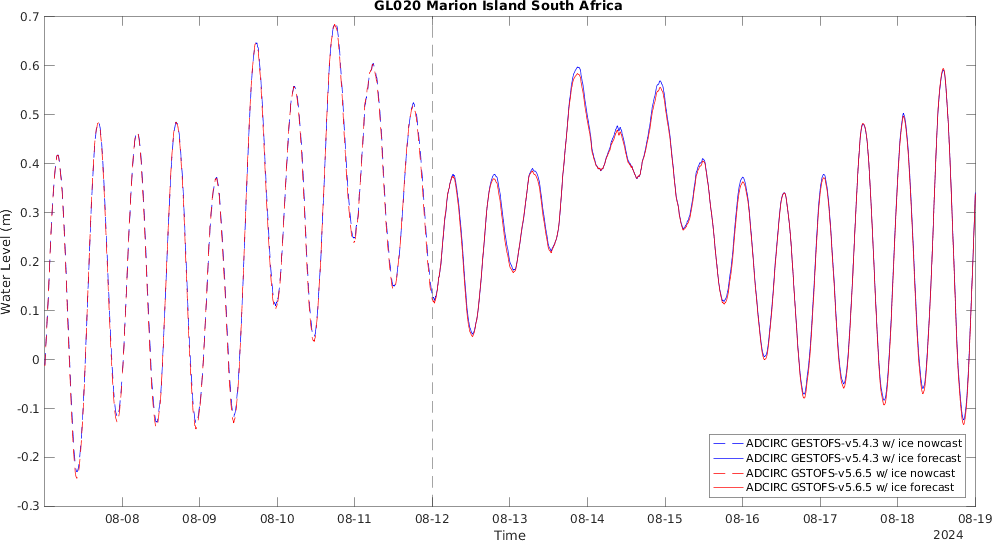 GL020 Marion Island South Africa
0.7
0.6
0.5
0.4
0.3
0.2
0.1
0
-0.1
-0.2
-0.3
Water Level (m)
ADCIRC GESTOFS-v5.4.3 w/ ice nowcast
ADCIRC GESTOFS-v5.4.3 w/ ice forecast
ADCIRC GSTOFS-v5.6.5 w/ ice nowcast
ADCIRC GSTOFS-v5.6.5 w/ ice forecast
08-08 08-09 08-10 08-11 08-12 08-13 08-14 08-15 08-16 08-17 08-18 08-19
Time
2024